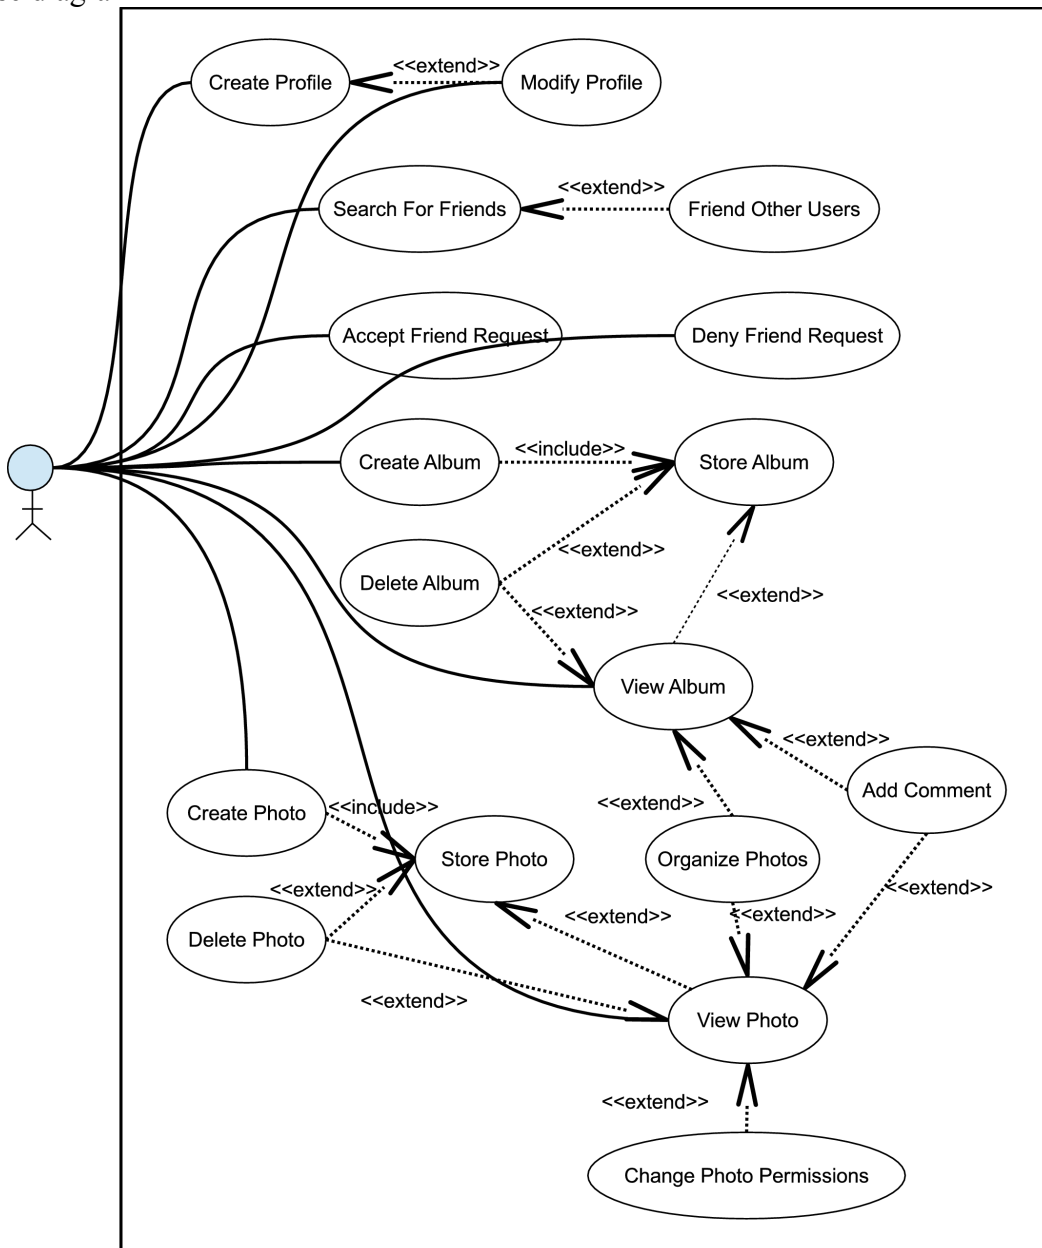 <<extend>>
Create Profile
Modify Profile
<<extend>>
Search For Friends
Friend Other Users
Accept Friend Request
Deny Friend Request
<<include>>
Create Album
Store Album
<<extend>>
Delete Album
<<extend>>
<<extend>>
View Album
<<extend>>
Add Comment
<<extend>>
<<include>>
Create Photo
Store Photo
Organize Photos
<<extend>>
<<extend>>
<<extend>>
<<extend>>
Delete Photo
<<extend>>
View Photo
<<extend>>
Change Photo Permissions